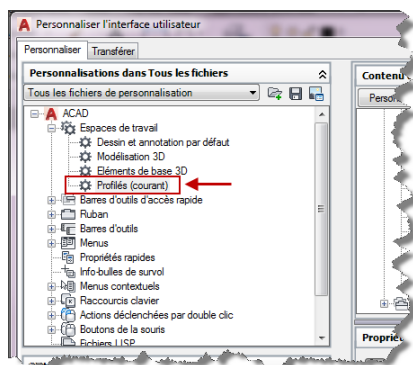 Personnaliser l'interface utilisateur
Personnaliser Transférer
Personnalisations dans Tous les fichiers
Tous les fichiers de personnalisation
ACAD
Espaces de travail
Dessin et annotation par défaut
Modélisation 3D
Eléments de base 3D
Profilés (courant)
Barres d'outils d'accès rapide
Ruban
Barres d'outils
Menus
Propriétés rapides
Info-bulles de survol
Menus contextuels
Raccourcis clavier
Actions déclenchées par double clic
Boutons de la souris
Fichiers LISP